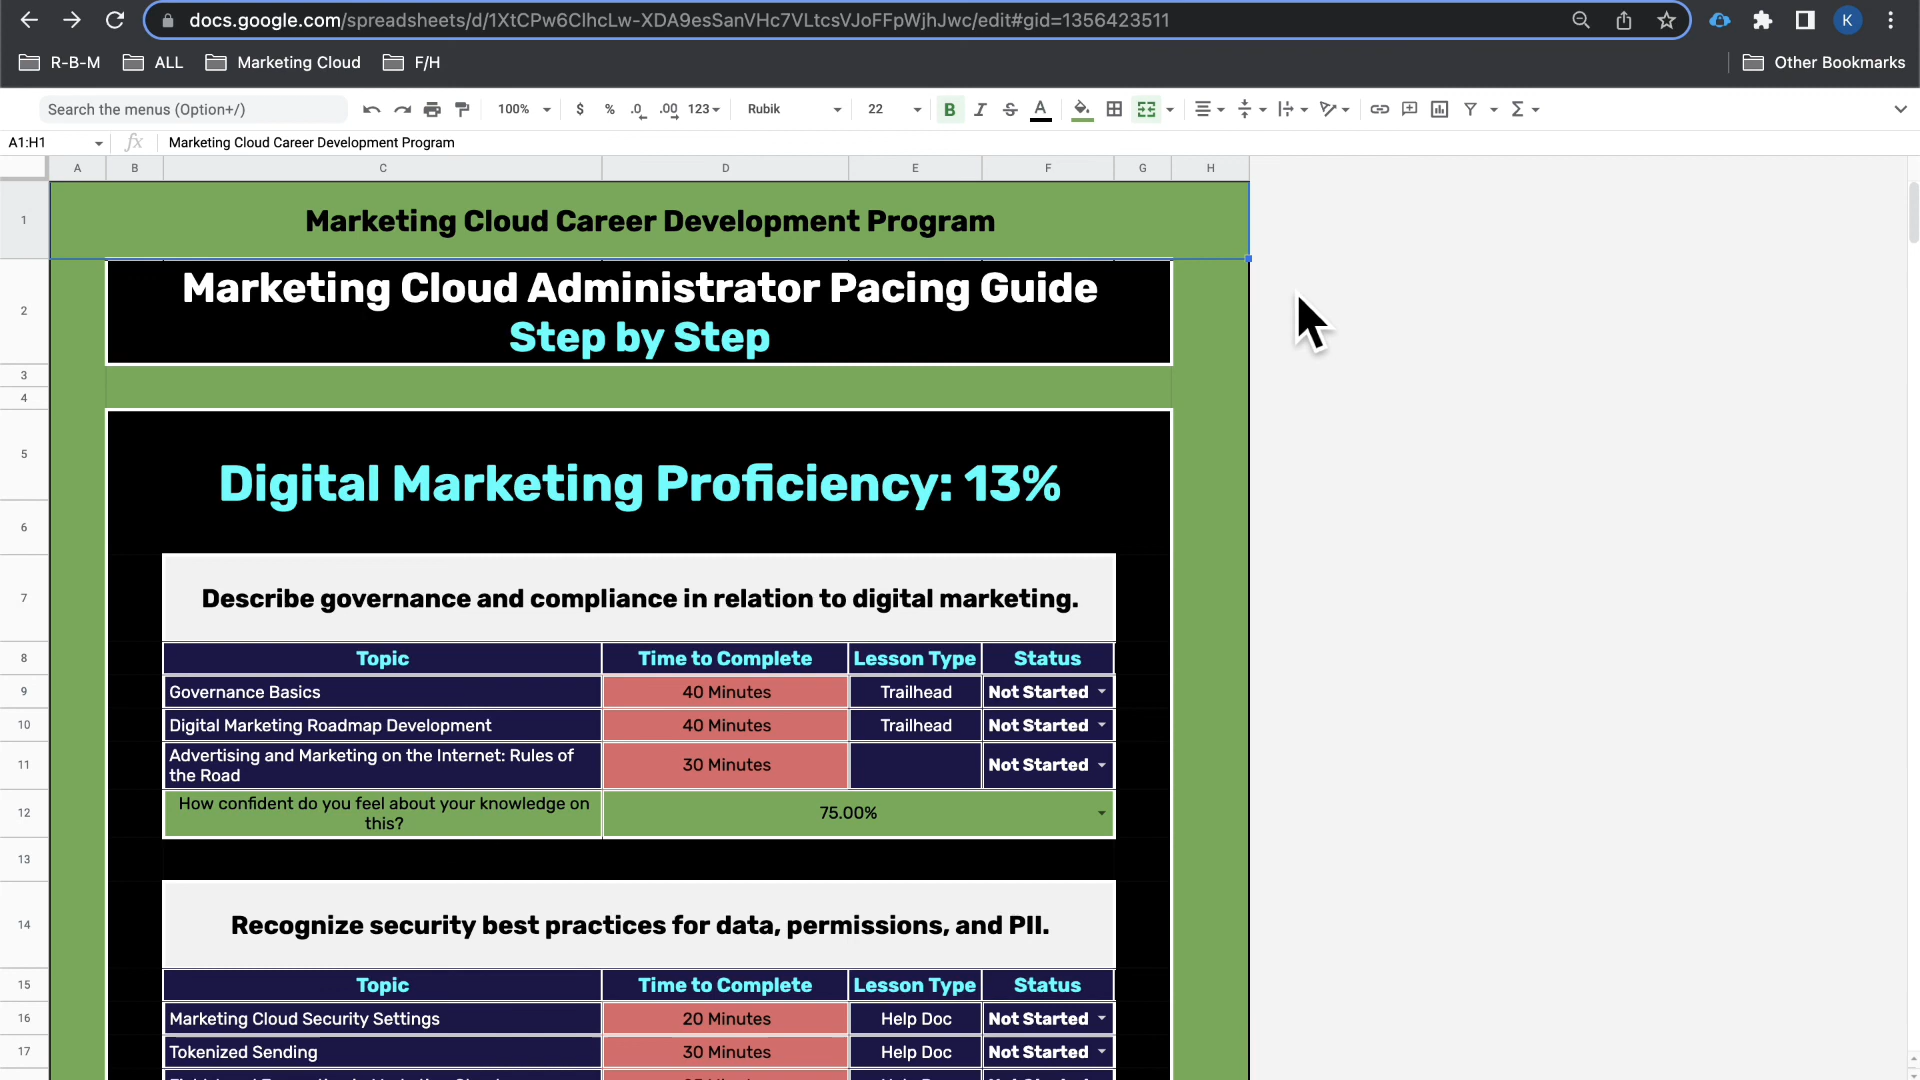 docs.google.com/spreadsheets/d/1XtCPw6ClhcLw-XDA9esSanVHc7VLtcsVJoFFpWjhJwc/edit#gid=1356423511
K
R-B-M ALL Marketing Cloud F/H Other Bookmarks
Search the menus (Option+/) 100% $ % .0 .00 123 Rubik 22 B I S A
A1:H1 fx Marketing Cloud Career Development Program
A B C D E F G H
1 Marketing Cloud Career Development Program
2 Marketing Cloud Administrator Pacing Guide
Step by Step
3
4
5 Digital Marketing Proficiency: 13%
6
7 Describe governance and compliance in relation to digital marketing.
8 Topic Time to Complete Lesson Type Status
9 Governance Basics 40 Minutes Trailhead Not Started
10 Digital Marketing Roadmap Development 40 Minutes Trailhead Not Started
11 Advertising and Marketing on the Internet: Rules of
the Road 30 Minutes Not Started
12 How confident do you feel about your knowledge on
this? 75.00%
13
14 Recognize security best practices for data, permissions, and PII.
15 Topic Time to Complete Lesson Type Status
16 Marketing Cloud Security Settings 20 Minutes Help Doc Not Started
17 Tokenized Sending 30 Minutes Help Doc Not Started